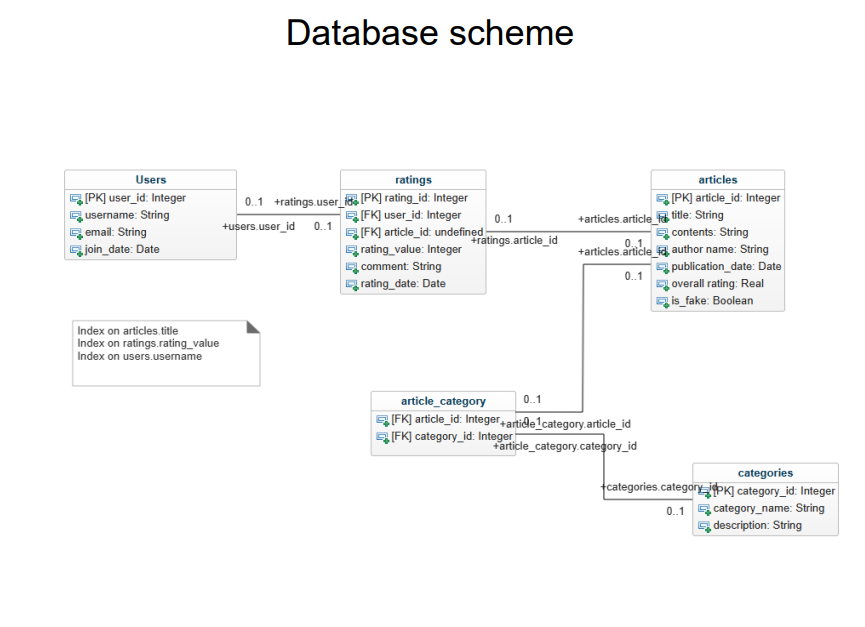 Database scheme
Users
[PK] user_id: Integer
username: String
email: String
join_date: Date
0..1
+ratings.user_id
+users.user_id
0..1
ratings
[PK] rating_id: Integer
[FK] user_id: Integer
[FK] article_id: undefined
rating_value: Integer
comment: String
rating_date: Date
0..1
+articles.article_id
+ratings.article_id
0..1
+articles.article_id
0..1
articles
[PK] article_id: Integer
title: String
contents: String
author name: String
publication_date: Date
overall rating: Real
is_fake: Boolean
Index on articles.title
Index on ratings.rating_value
Index on users.username
article_category
[FK] article_id: Integer
[FK] category_id: Integer
0..1
0..1
+article_category.article_id
+article_category.category_id
+categories.category_id
0..1
categories
[PK] category_id: Integer
category_name: String
description: String